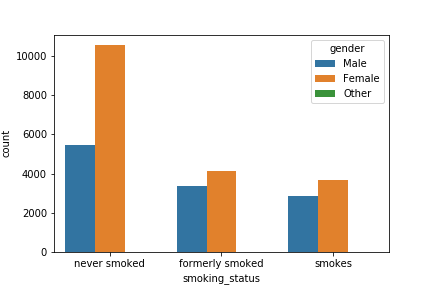 gender
Male
Female
Other
10000
8000
6000
4000
2000
0
count
never smoked
formerly smoked
smokes
smoking_status